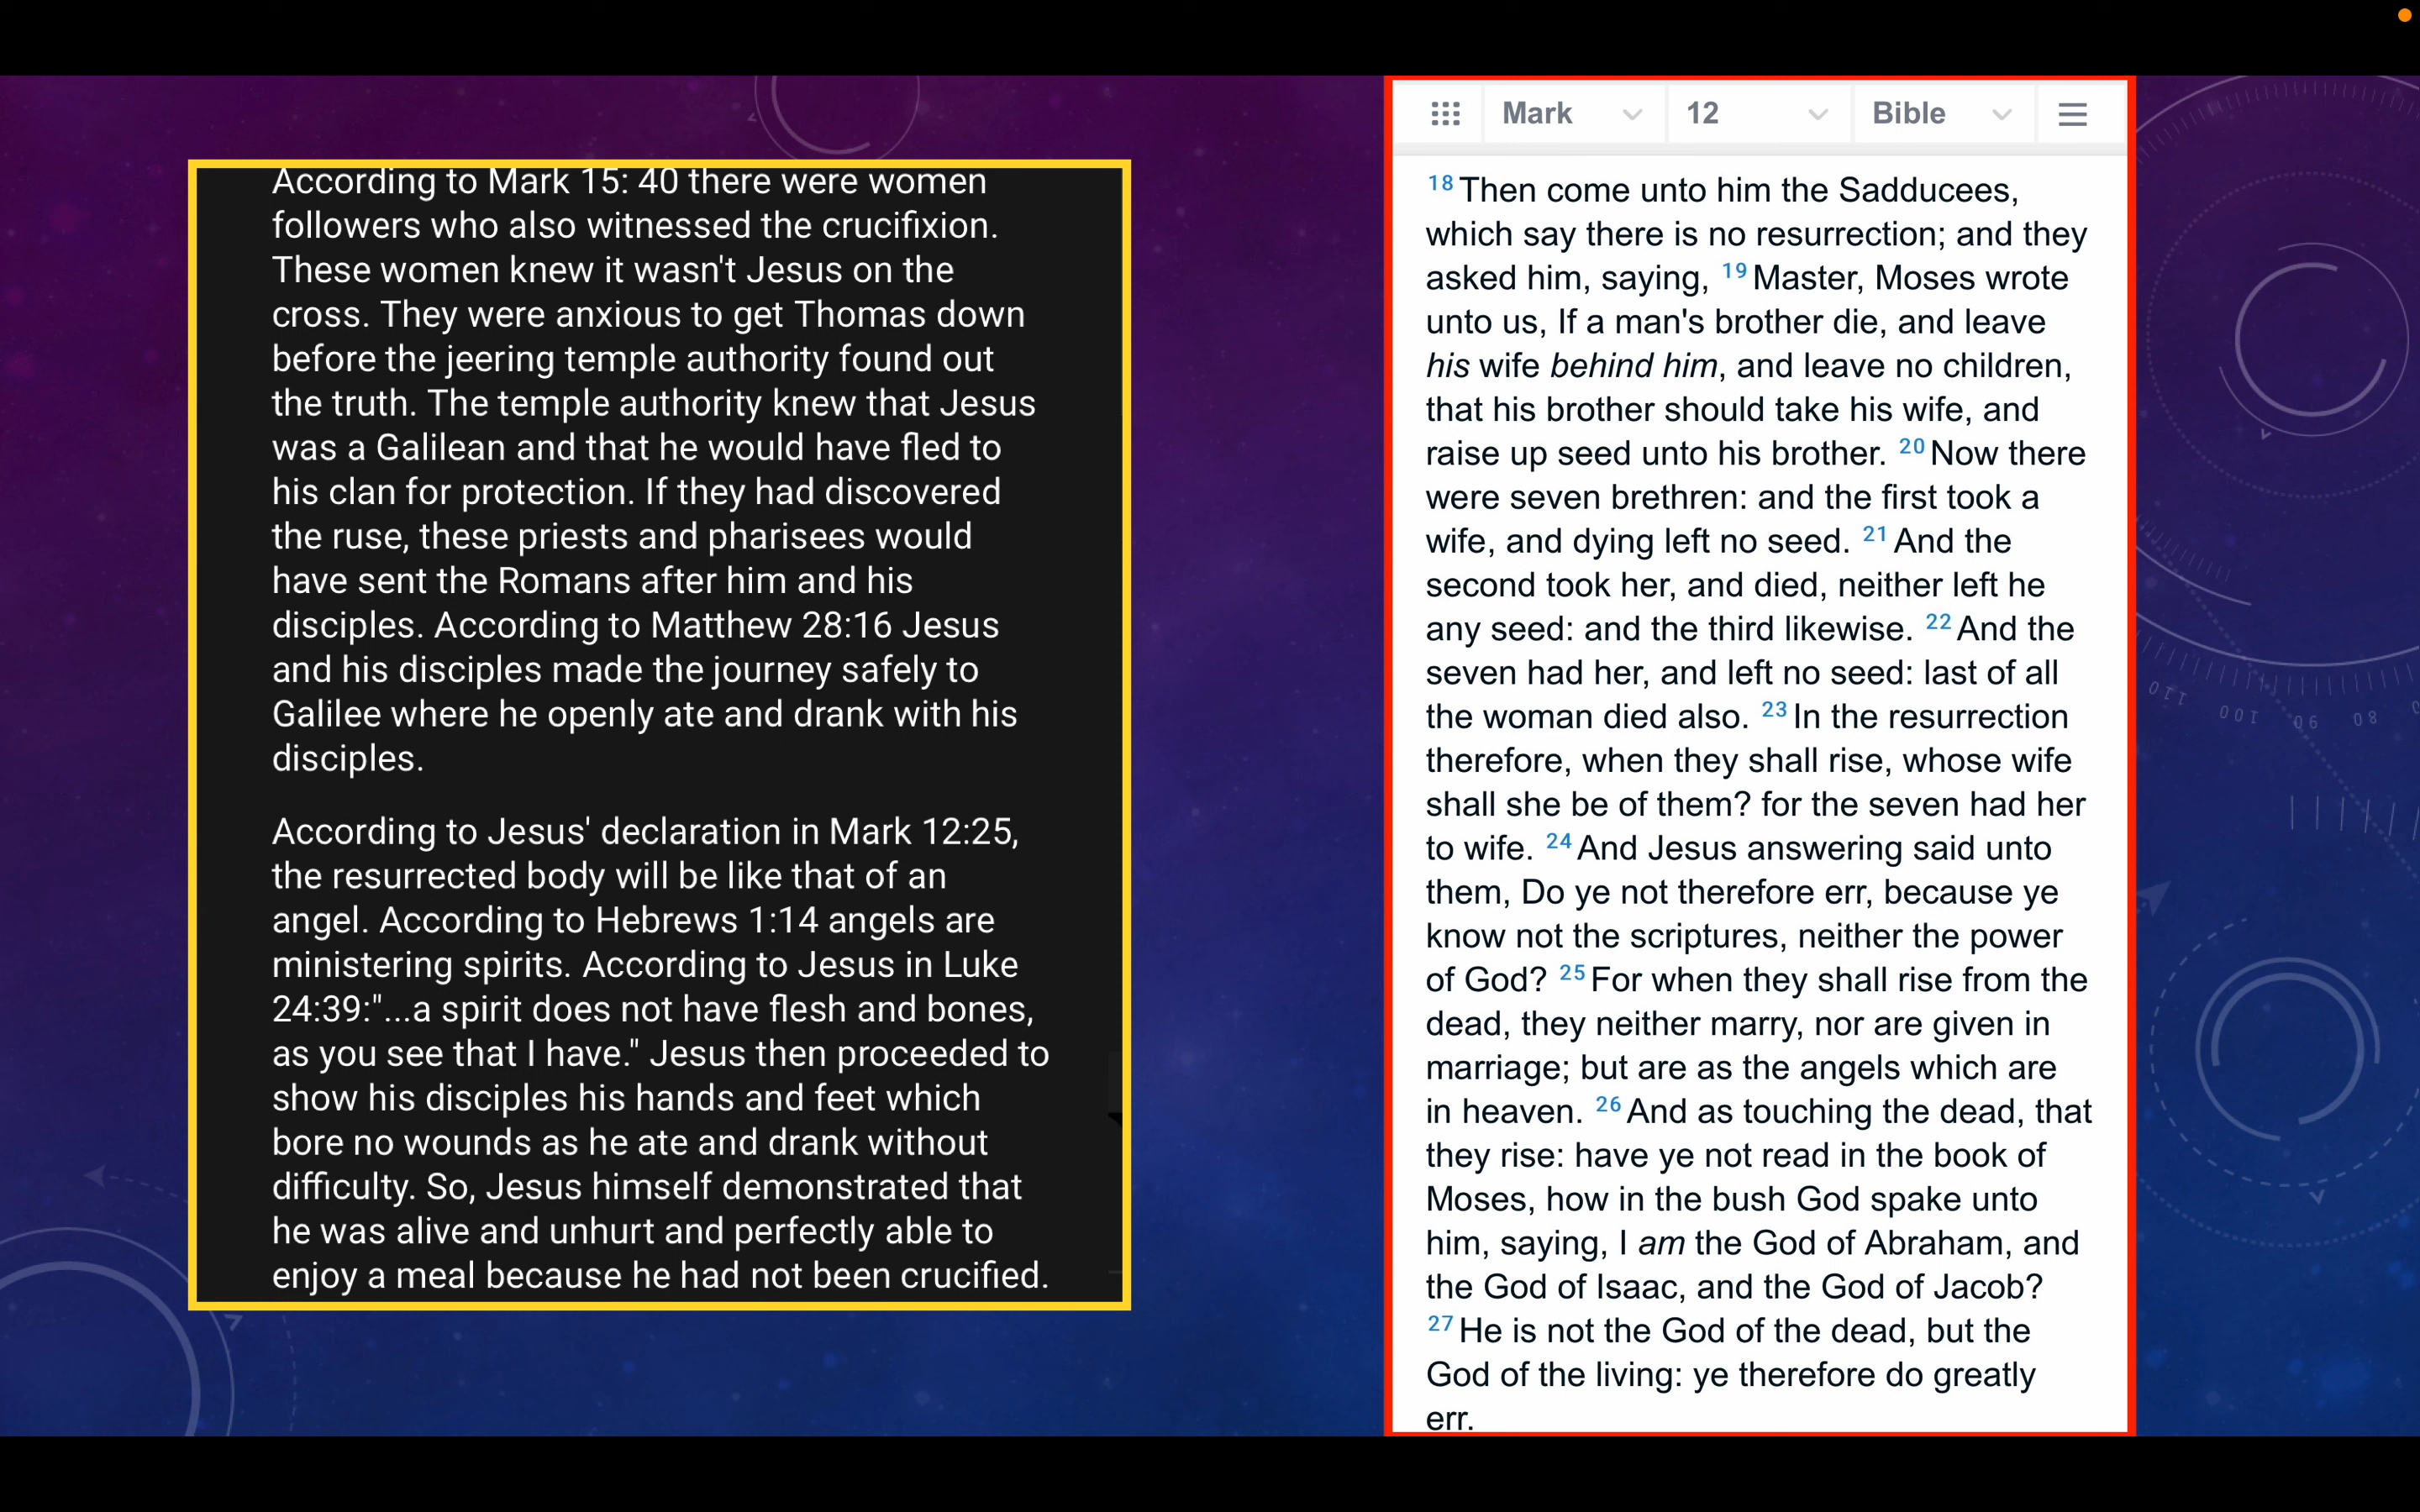 According to Mark 15: 40 there were women
followers who also witnessed the crucifixion.
These women knew it wasn't Jesus on the
cross. They were anxious to get Thomas down
before the jeering temple authority found out
the truth. The temple authority knew that Jesus
was a Galilean and that he would have fled to
his clan for protection. If they had discovered
the ruse, these priests and pharisees would
have sent the Romans after him and his
disciples. According to Matthew 28:16 Jesus
and his disciples made the journey safely to
Galilee where he openly ate and drank with his
disciples.
According to Jesus' declaration in Mark 12:25,
the resurrected body will be like that of an
angel. According to Hebrews 1:14 angels are
ministering spirits. According to Jesus in Luke
24:39:"...a spirit does not have flesh and bones,
as you see that I have." Jesus then proceeded to
show his disciples his hands and feet which
bore no wounds as he ate and drank without
difficulty. So, Jesus himself demonstrated that
he was alive and unhurt and perfectly able to
enjoy a meal because he had not been crucified.
Mark 12 Bible
18 Then come unto him the Sadducees,
which say there is no resurrection; and they
asked him, saying, 19 Master, Moses wrote
unto us, If a man's brother die, and leave
his wife behind him, and leave no children,
that his brother should take his wife, and
raise up seed unto his brother. 20 Now there
were seven brethren: and the first took a
wife, and dying left no seed. 21 And the
second took her, and died, neither left he
any seed: and the third likewise. 22 And the
seven had her, and left no seed: last of all
the woman died also. 23 In the resurrection
therefore, when they shall rise, whose wife
shall she be of them? for the seven had her
to wife. 24 And Jesus answering said unto
them, Do ye not therefore err, because ye
know not the scriptures, neither the power
of God? 25 For when they shall rise from the
dead, they neither marry, nor are given in
marriage; but are as the angels which are
in heaven. 26 And as touching the dead, that
they rise: have ye not read in the book of
Moses, how in the bush God spake unto
him, saying, I am the God of Abraham, and
the God of Isaac, and the God of Jacob?
27 He is not the God of the dead, but the
God of the living: ye therefore do greatly
err.
110 100 90 80